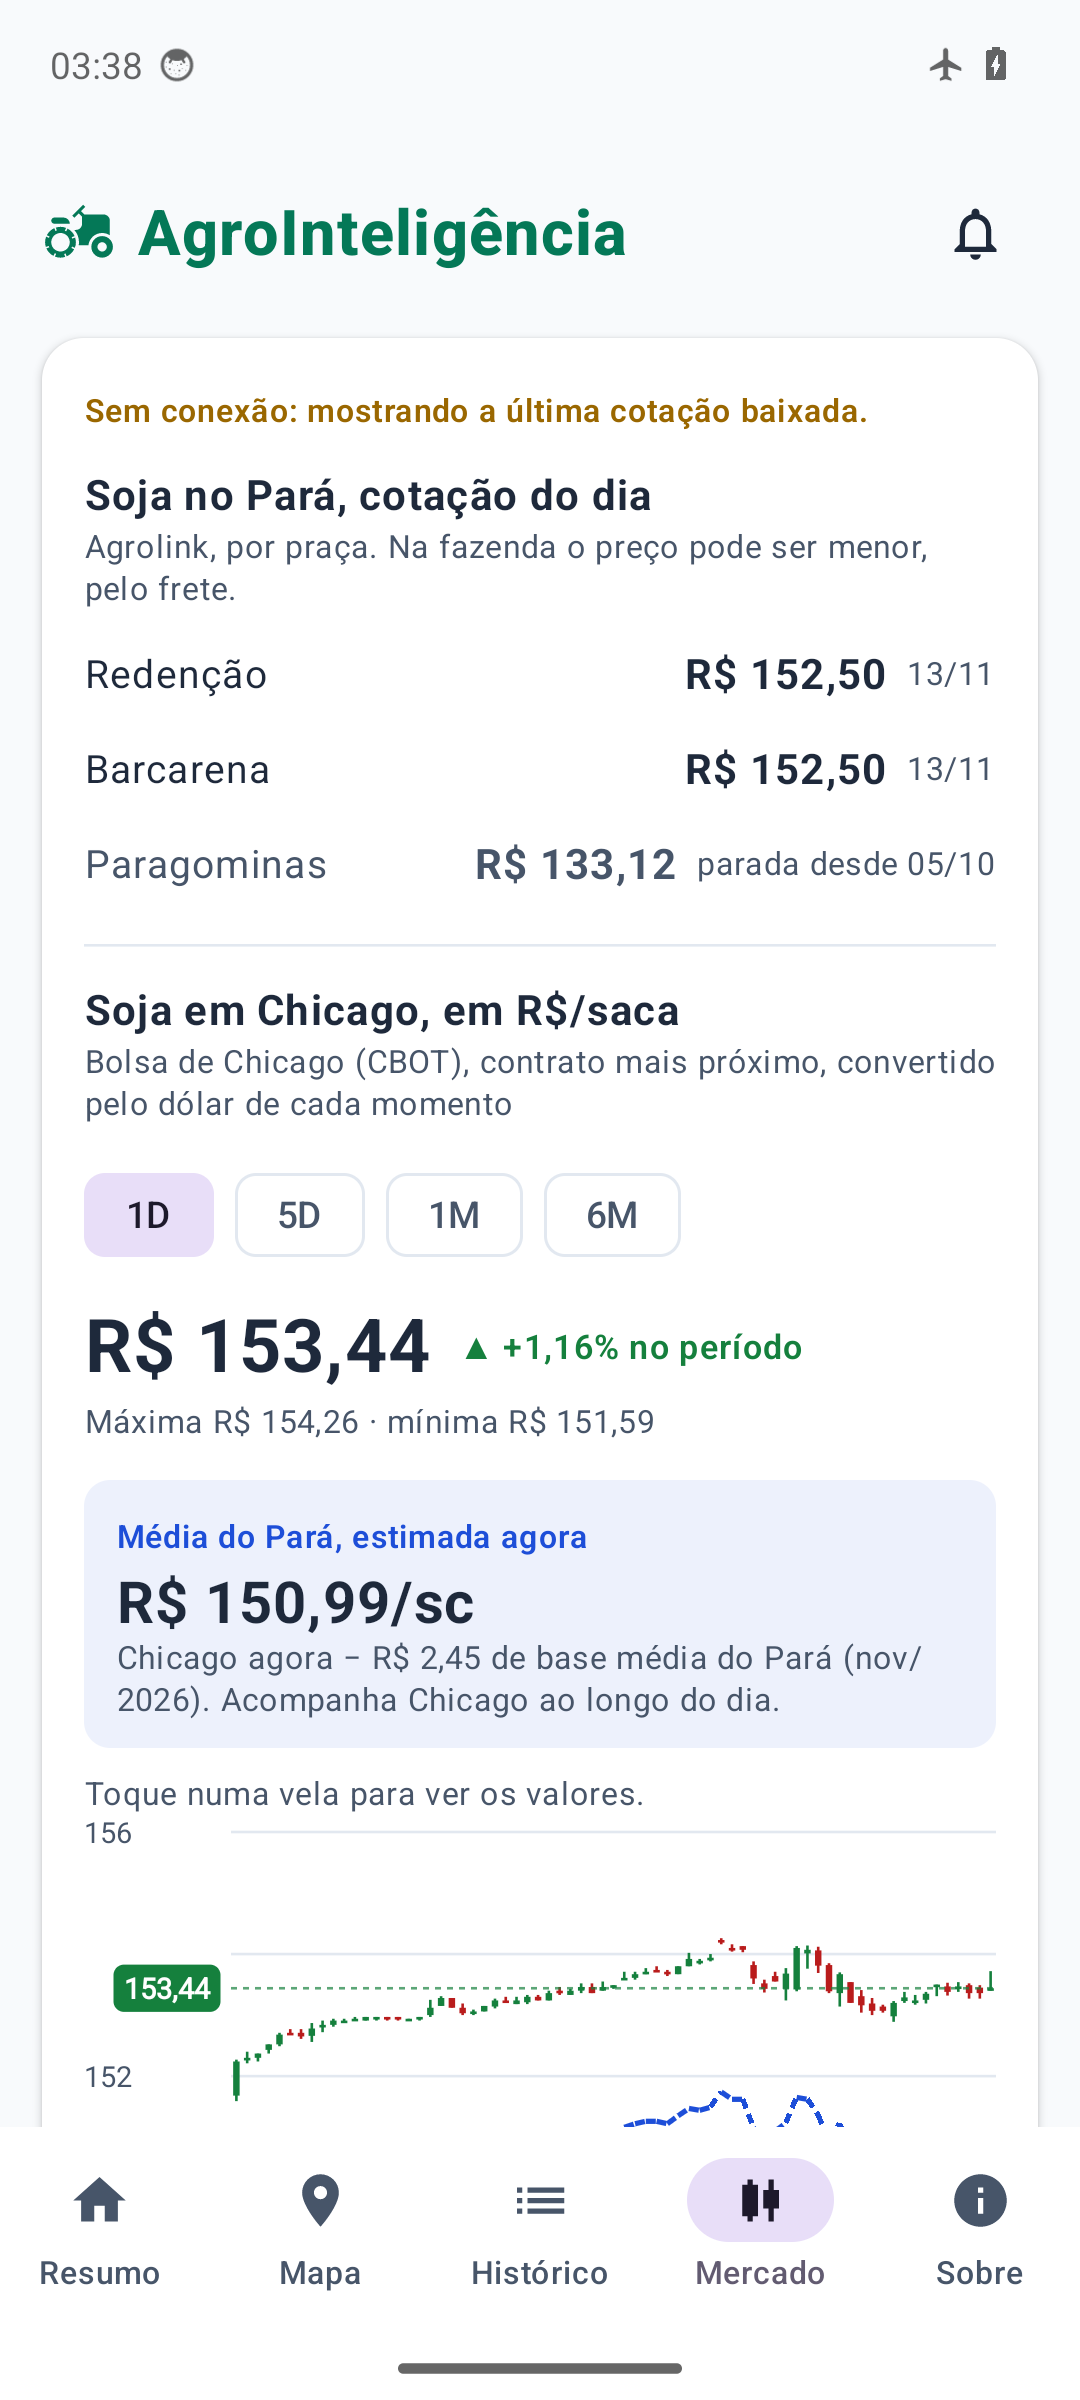 03:38
AgroInteligência
Sem conexão: mostrando a última cotação baixada.
Soja no Pará, cotação do dia
Agrolink, por praça. Na fazenda o preço pode ser menor,
pelo frete.
Redenção R$ 152,50 13/11
Barcarena R$ 152,50 13/11
Paragominas R$ 133,12 parada desde 05/10
Soja em Chicago, em R$/saca
Bolsa de Chicago (CBOT), contrato mais próximo, convertido
pelo dólar de cada momento
1D 5D 1M 6M
R$ 153,44 ▲ +1,16% no período
Máxima R$ 154,26 · mínima R$ 151,59
Média do Pará, estimada agora
R$ 150,99/sc
Chicago agora − R$ 2,45 de base média do Pará (nov/
2026). Acompanha Chicago ao longo do dia.
Toque numa vela para ver os valores.
156
153,44
152
Resumo Mapa Histórico Mercado Sobre